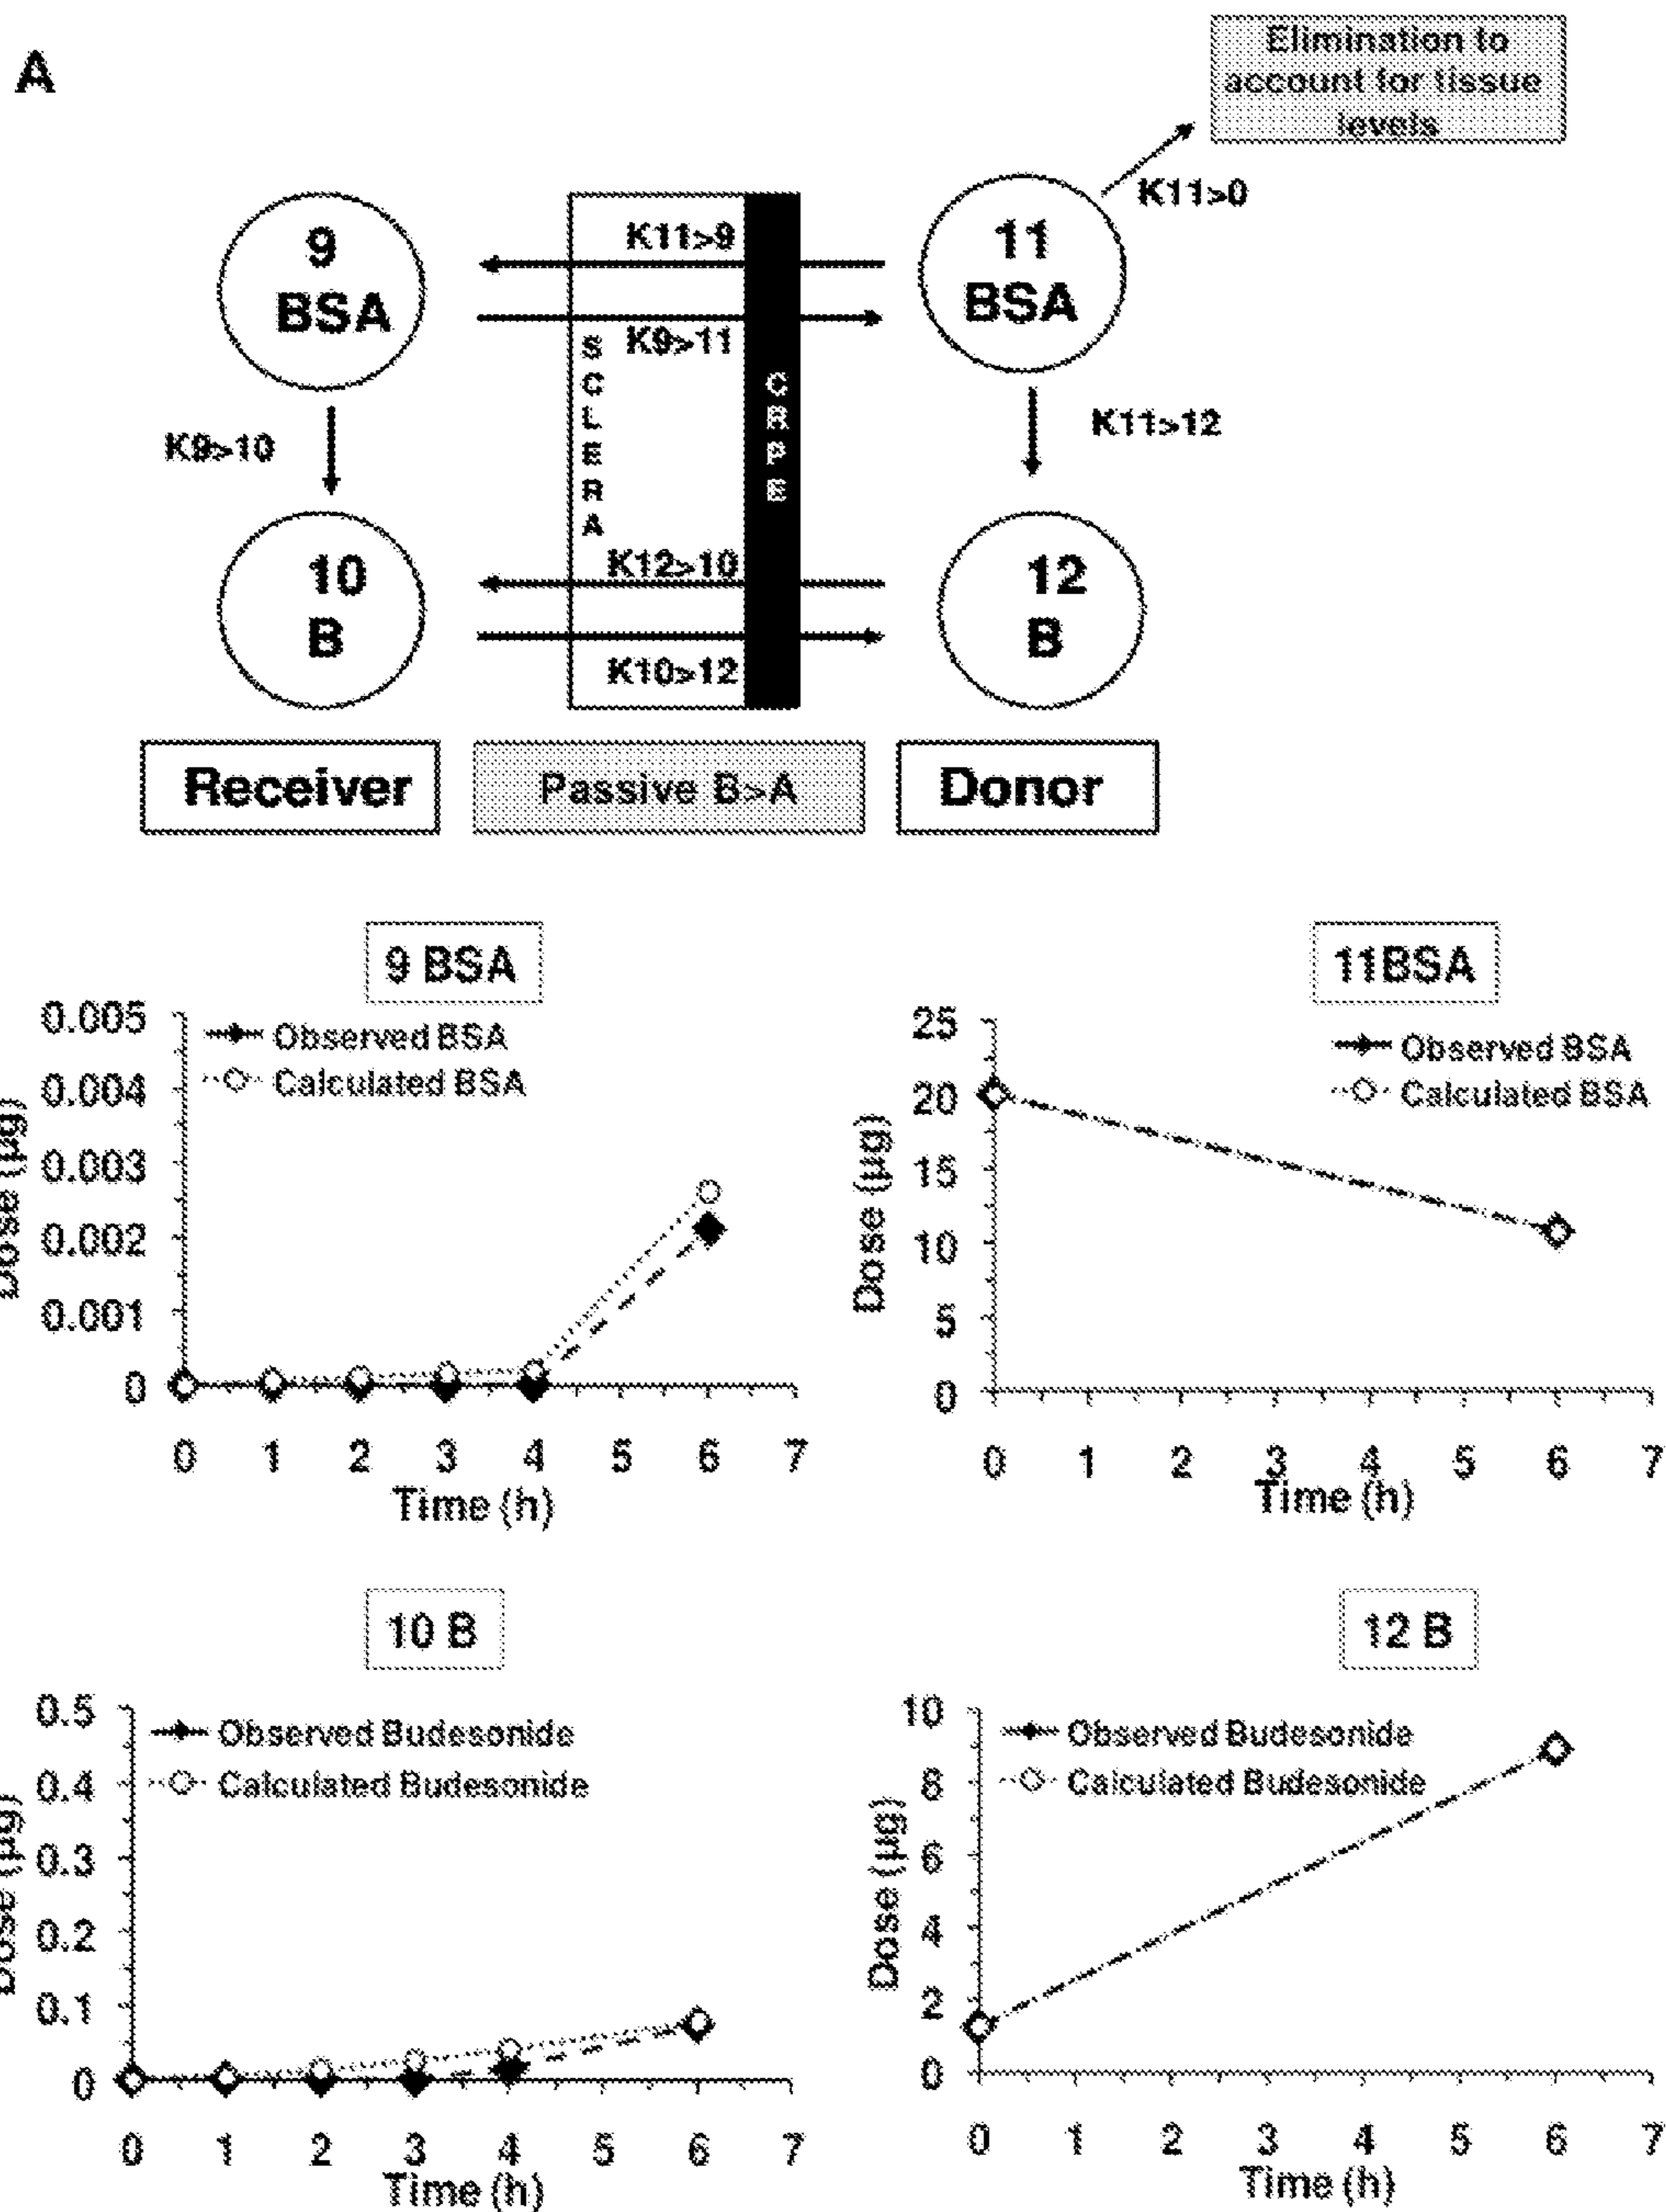 A
Elimination to
account for tissue
levels
K11>0
9
BSA
K11>9
K9>11
11
BSA
SCLERA
CRPE
K9>10
K11>12
10
B
K12>10
K10>12
12
B
Receiver
Passive B>A
Donor
9 BSA
Observed BSA
Calculated BSA
Dose (µg)
0.005
0.004
0.003
0.002
0.001
0
0 1 2 3 4 5 6 7
Time (h)
11BSA
Observed BSA
Calculated BSA
Dose (µg)
25
20
15
10
5
0
0 1 2 3 4 5 6 7
Time (h)
10 B
Observed Budesonide
Calculated Budesonide
Dose (µg)
0.5
0.4
0.3
0.2
0.1
0
0 1 2 3 4 5 6 7
Time (h)
12 B
Observed Budesonide
Calculated Budesonide
Dose (µg)
10
8
6
4
2
0
0 1 2 3 4 5 6 7
Time (h)